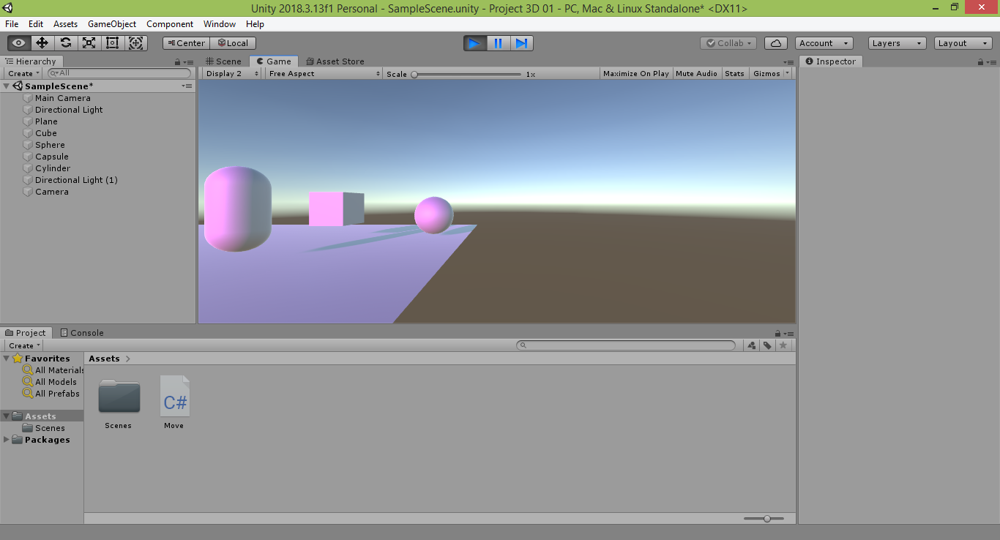 Unity 2018.3.13f1 Personal - SampleScene.unity - Project 3D 01 - PC, Mac & Linux Standalone* <DX11>
File Edit Assets GameObject Component Window Help
Center Local Collab Account Layers Layout
Hierarchy
Create All
SampleScene*
Main Camera
Directional Light
Plane
Cube
Sphere
Capsule
Cylinder
Directional Light (1)
Camera
Scene Game Asset Store
Display 2 Free Aspect Scale 1x Maximize On Play Mute Audio Stats Gizmos
Inspector
Project Console
Create
Favorites
All Materials
All Models
All Prefabs
Assets
Scenes
Packages
Assets
C#
Scenes Move